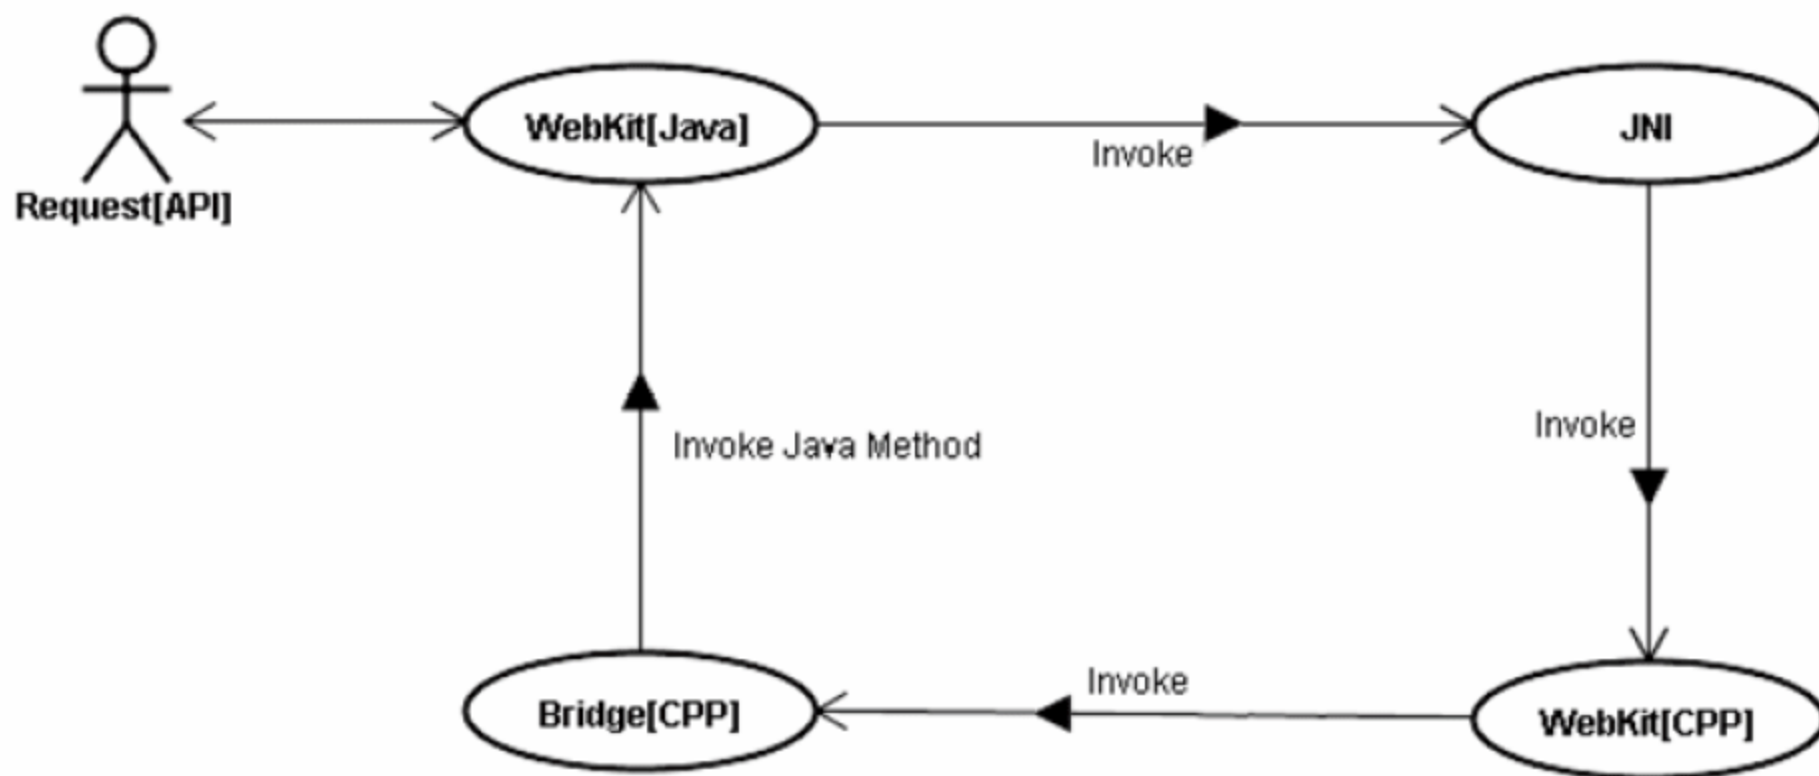 WebKit[Java]
JNI
Invoke
Request[API]
Invoke
Invoke Java Method
Invoke
Bridge[CPP]
WebKit[CPP]